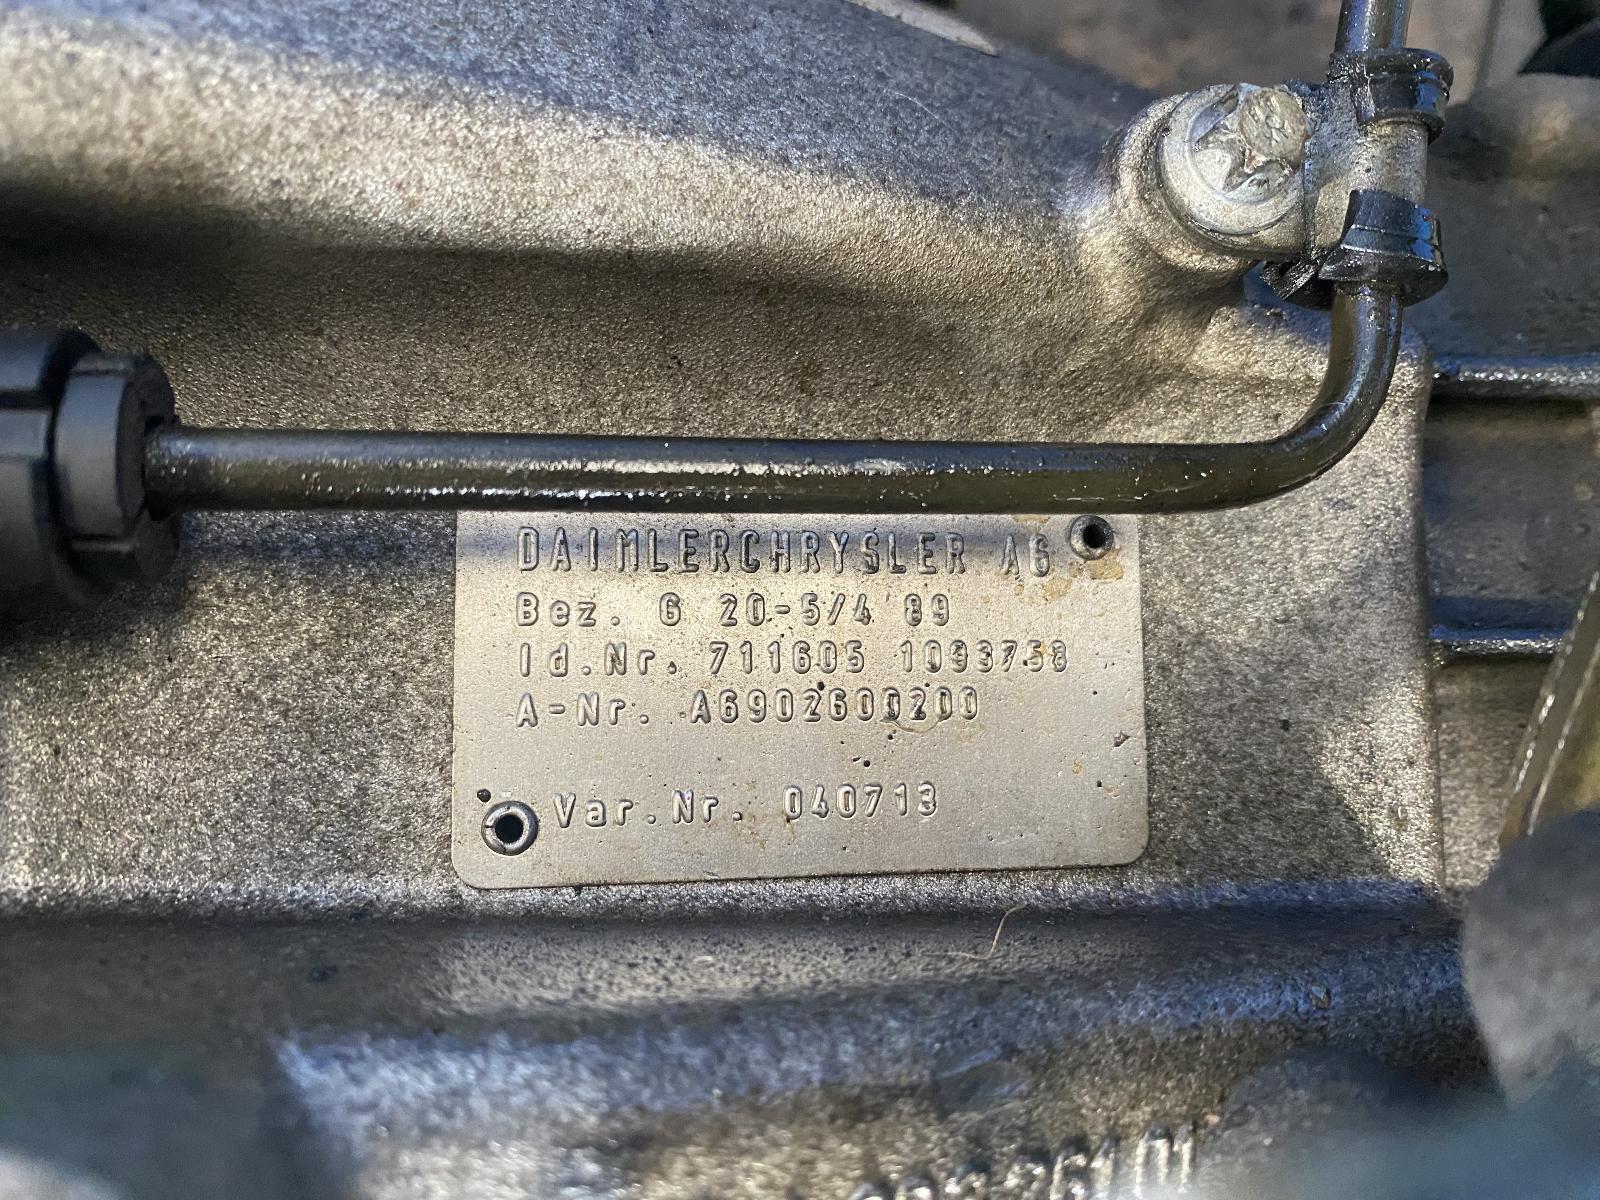 DAIMLERCHRYSLER AG
Bez. G 20-5/4 89
Id.Nr. 711605 1093758
A-Nr. A6902600200
Var.Nr. 040713